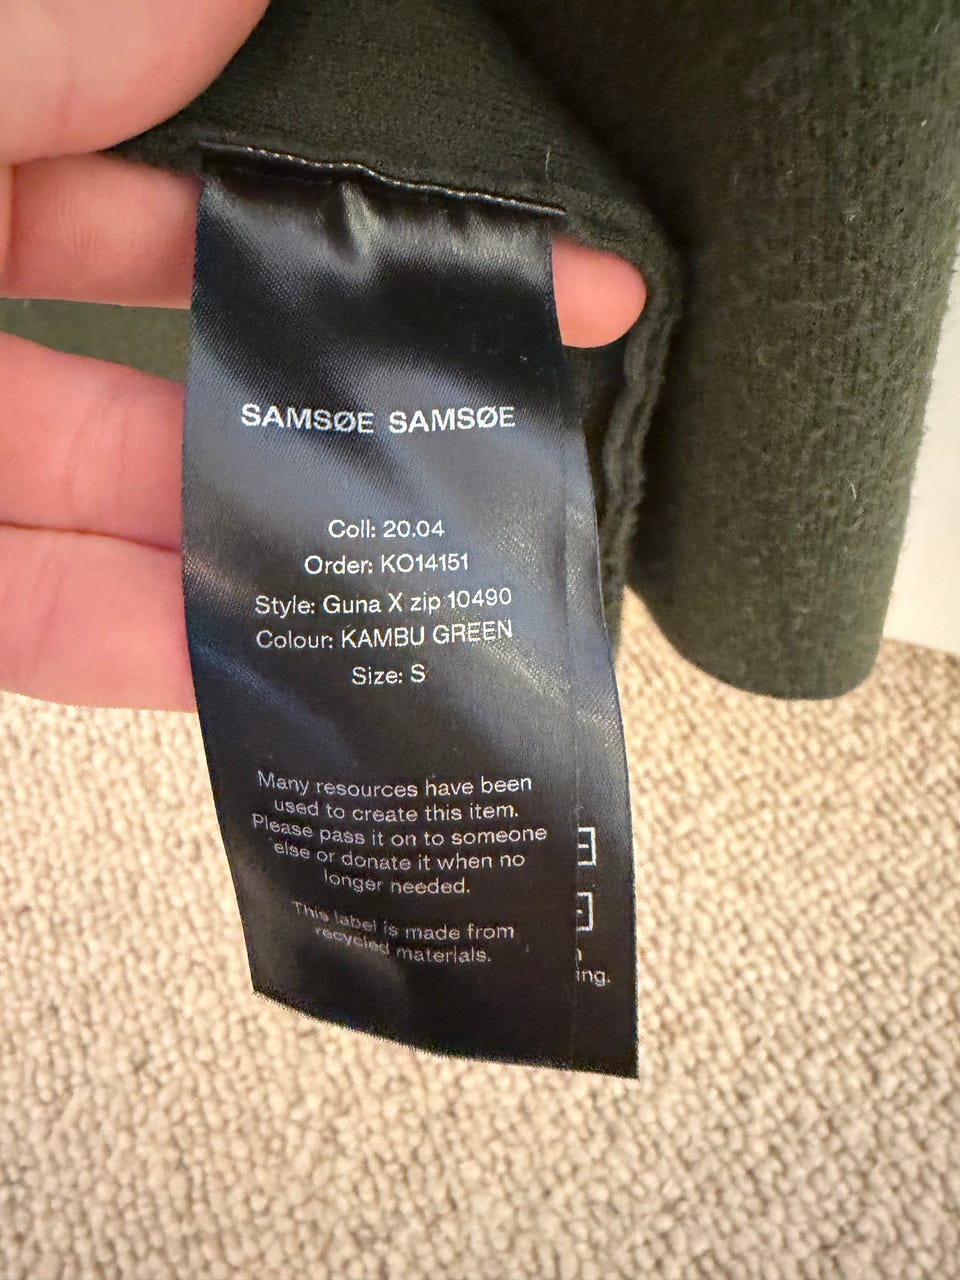 SAMSØE SAMSØE
Coll: 20.04
Order: KO14151
Style: Guna X zip 10490
Colour: KAMBU GREEN
Size: S
Many resources have been
used to create this item.
Please pass it on to someone
else or donate it when no
longer needed.
This label is made from
recycled materials.
ing.